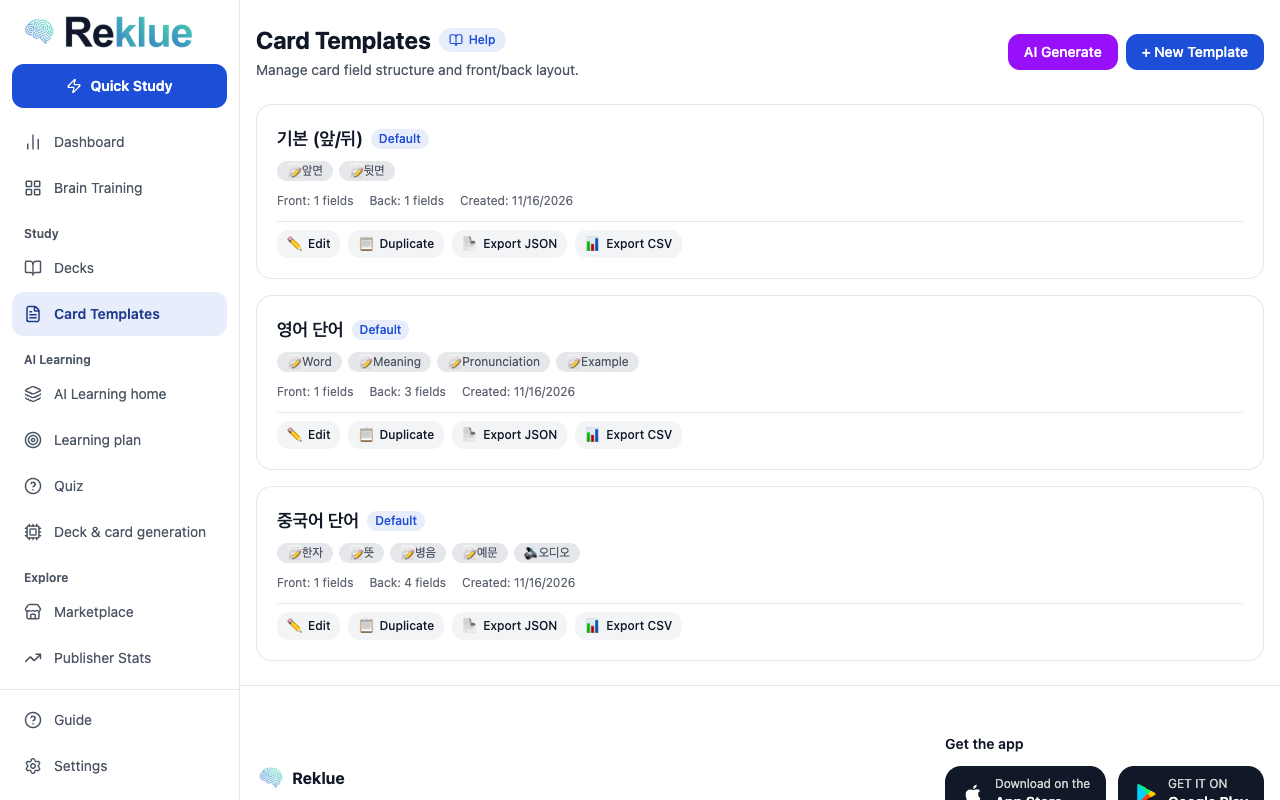 Reklue
Quick Study
Dashboard
Brain Training
Study
Decks
Card Templates
AI Learning
AI Learning home
Learning plan
Quiz
Deck & card generation
Explore
Marketplace
Publisher Stats
Guide
Settings
Card Templates Help
Manage card field structure and front/back layout.
AI Generate + New Template
기본 (앞/뒤) Default
앞면 뒷면
Front: 1 fields Back: 1 fields Created: 11/16/2026
Edit Duplicate Export JSON Export CSV
영어 단어 Default
Word Meaning Pronunciation Example
Front: 1 fields Back: 3 fields Created: 11/16/2026
Edit Duplicate Export JSON Export CSV
중국어 단어 Default
한자 뜻 병음 예문 오디오
Front: 1 fields Back: 4 fields Created: 11/16/2026
Edit Duplicate Export JSON Export CSV
Reklue
Get the app
Download on the
App Store
GET IT ON
Google Play